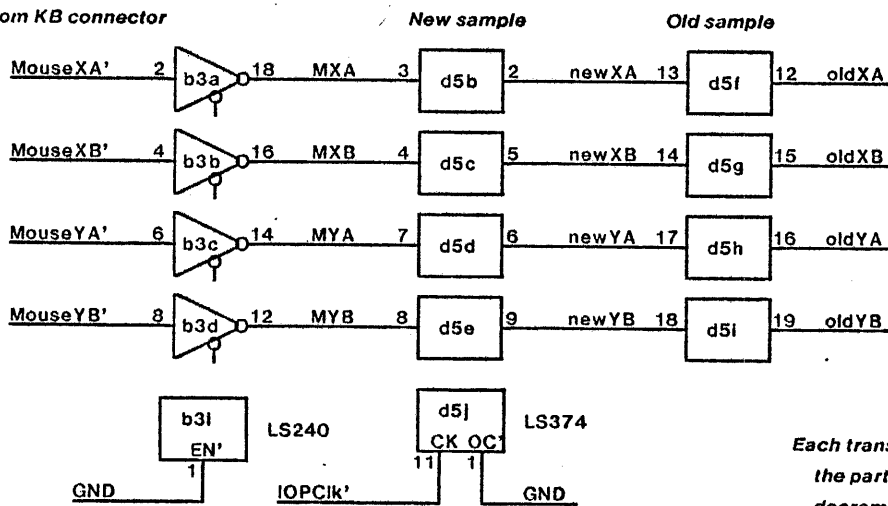 om KB connector New sample Old sample
MouseXA' 2 b3a 18 MXA 3 d5b 2 newXA 13 d5f 12 oldXA
MouseXB' 4 b3b 16 MXB 4 d5c 5 newXB 14 d5g 15 oldXB
MouseYA' 6 b3c 14 MYA 7 d5d 6 newYA 17 d5h 16 oldYA
MouseYB' 8 b3d 12 MYB 8 d5e 9 newYB 18 d5i 19 oldYB
b3i LS240 d5j LS374
EN' CK OC'
1 11 1
GND IOPClk' GND
Each trans
the part